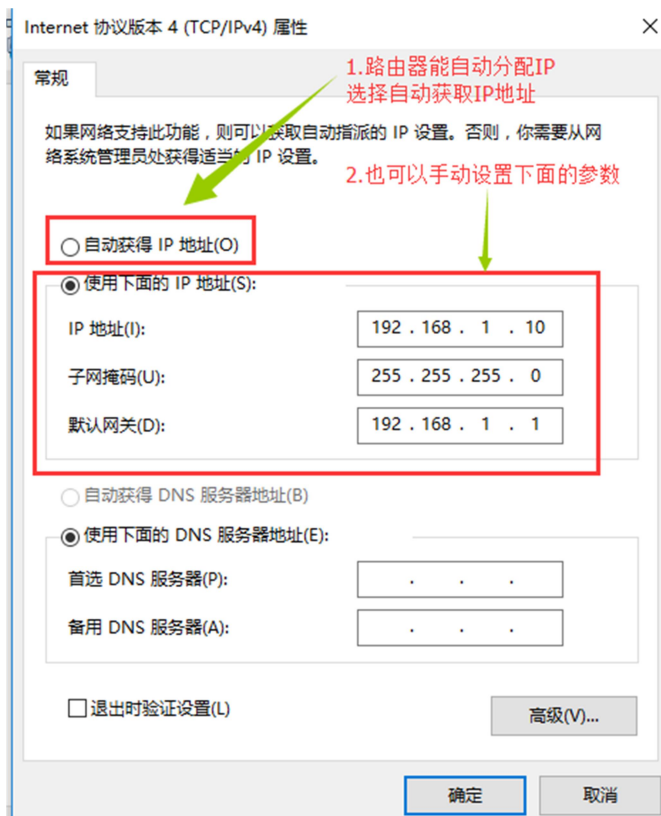 Internet 协议版本 4 (TCP/IPv4) 属性
常规
1.路由器能自动分配IP
选择自动获取IP地址
如果网络支持此功能，则可以获取自动指派的 IP 设置。否则，你需要从网
络系统管理员处获得适当的 IP 设置。
2.也可以手动设置下面的参数
自动获得 IP 地址(O)
使用下面的 IP 地址(S):
IP 地址(I): 192 . 168 . 1 . 10
子网掩码(U): 255 . 255 . 255 . 0
默认网关(D): 192 . 168 . 1 . 1
自动获得 DNS 服务器地址(B)
使用下面的 DNS 服务器地址(E):
首选 DNS 服务器(P): . . .
备用 DNS 服务器(A): . . .
退出时验证设置(L)
高级(V)...
确定 取消